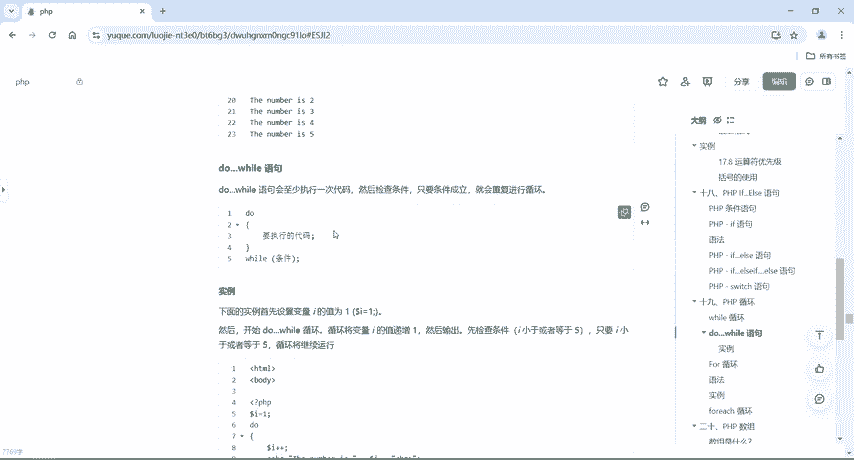 php
yuque.com/luojie-nt3e0/bt6bg3/dwuhgnxm0ngc91lo#ESJI2
所有书签
php
分享
编辑
20 The number is 2
21 The number is 3
22 The number is 4
23 The number is 5
do...while 语句
do...while 语句会至少执行一次代码，然后检查条件，只要条件成立，就会重复进行循环。
1 do
2 {
3 要执行的代码;
4 }
5 while (条件);
实例
下面的实例首先设置变量 i 的值为 1 ($i=1;)。
然后，开始 do...while 循环。循环将变量 i 的值递增 1，然后输出。先检查条件（i 小于或者等于 5），只要 i 小
于或者等于 5，循环将继续运行
1 <html>
2 <body>
3
4 <?php
5 $i=1;
6 do
7 {
8 $i++;
大纲
实例
17.8 运算符优先级
括号的使用
十八、PHP If...Else 语句
PHP 条件语句
PHP - if 语句
语法
PHP - if...else 语句
PHP - if...elseif...else 语句
PHP - switch 语句
十九、PHP 循环
while 循环
do...while 语句
实例
For 循环
语法
实例
foreach 循环
二十、PHP 数组
数组是什么?